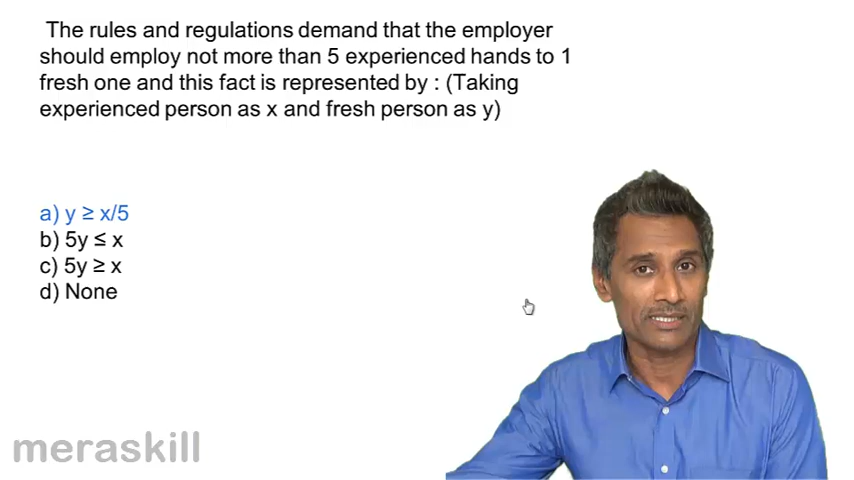 The rules and regulations demand that the employer
should employ not more than 5 experienced hands to 1
fresh one and this fact is represented by : (Taking
experienced person as x and fresh person as y)
a) y ≥ x/5
b) 5y ≤ x
c) 5y ≥ x
d) None
meraskill